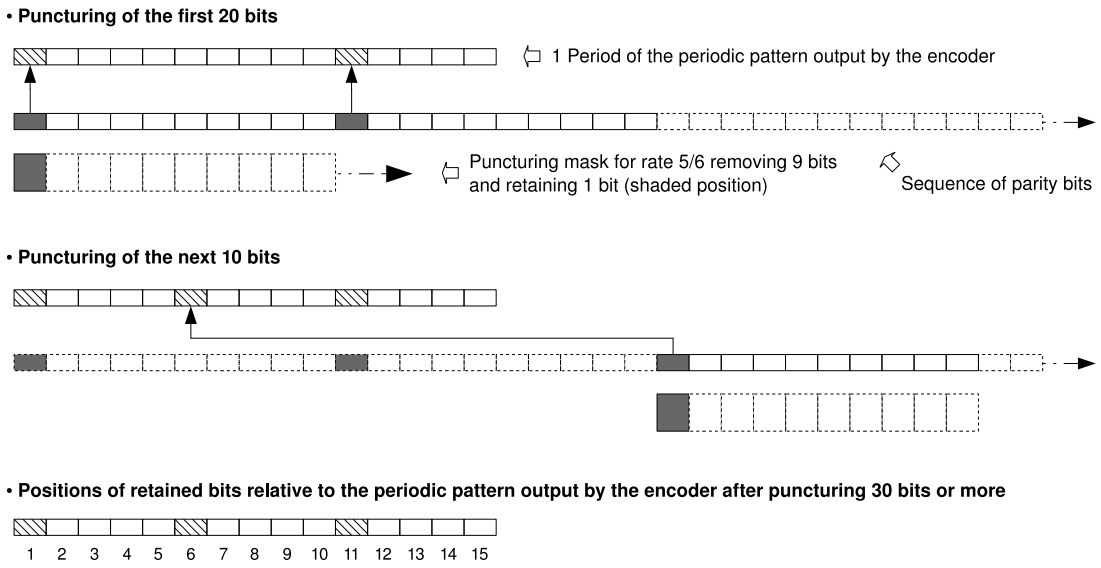 • Puncturing of the first 20 bits
1 Period of the periodic pattern output by the encoder
Puncturing mask for rate 5/6 removing 9 bits
and retaining 1 bit (shaded position)
Sequence of parity bits
• Puncturing of the next 10 bits
• Positions of retained bits relative to the periodic pattern output by the encoder after puncturing 30 bits or more
1 2 3 4 5 6 7 8 9 10 11 12 13 14 15